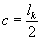 c = l_k / 2